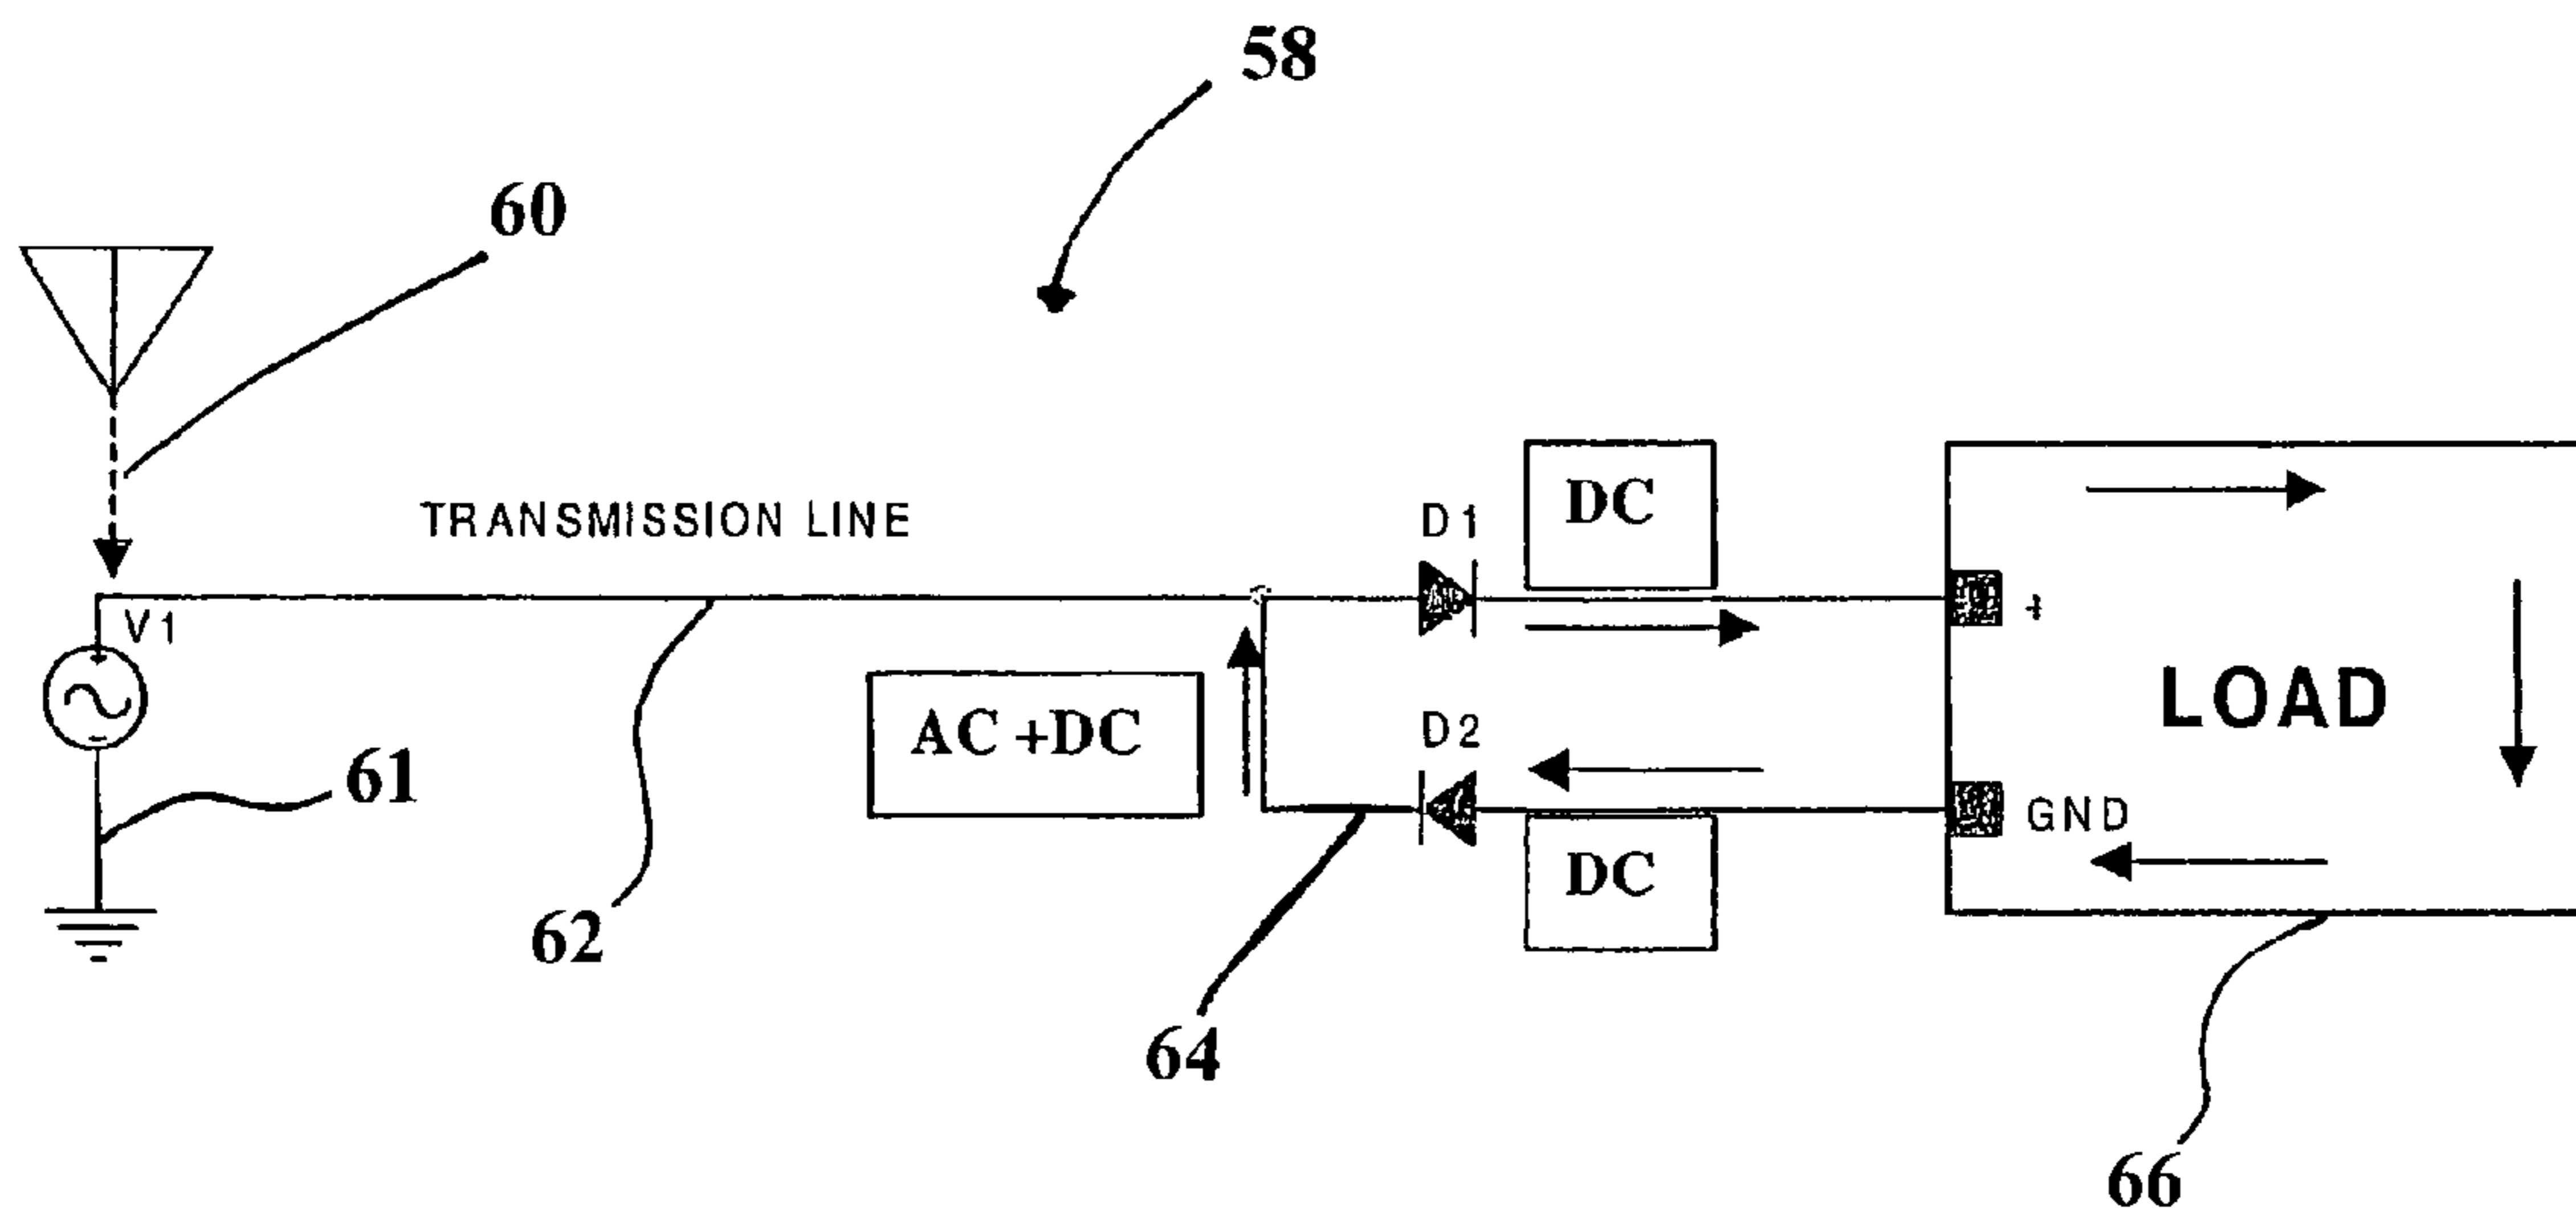 58
60
TRANSMISSION LINE
D1
DC
V1
+
AC +DC
D2
LOAD
61
GND
DC
62
64
66